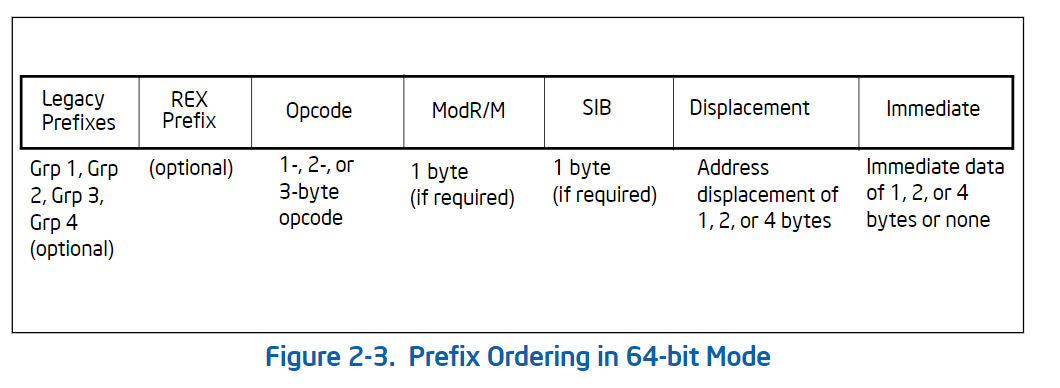 Legacy
Prefixes
REX
Prefix
Opcode
ModR/M
SIB
Displacement
Immediate
Grp 1, Grp
2, Grp 3,
Grp 4
(optional)
(optional)
1-, 2-, or
3-byte
opcode
1 byte
(if required)
1 byte
(if required)
Address
displacement of
1, 2, or 4 bytes
Immediate data
of 1, 2, or 4
bytes or none
Figure 2-3. Prefix Ordering in 64-bit Mode